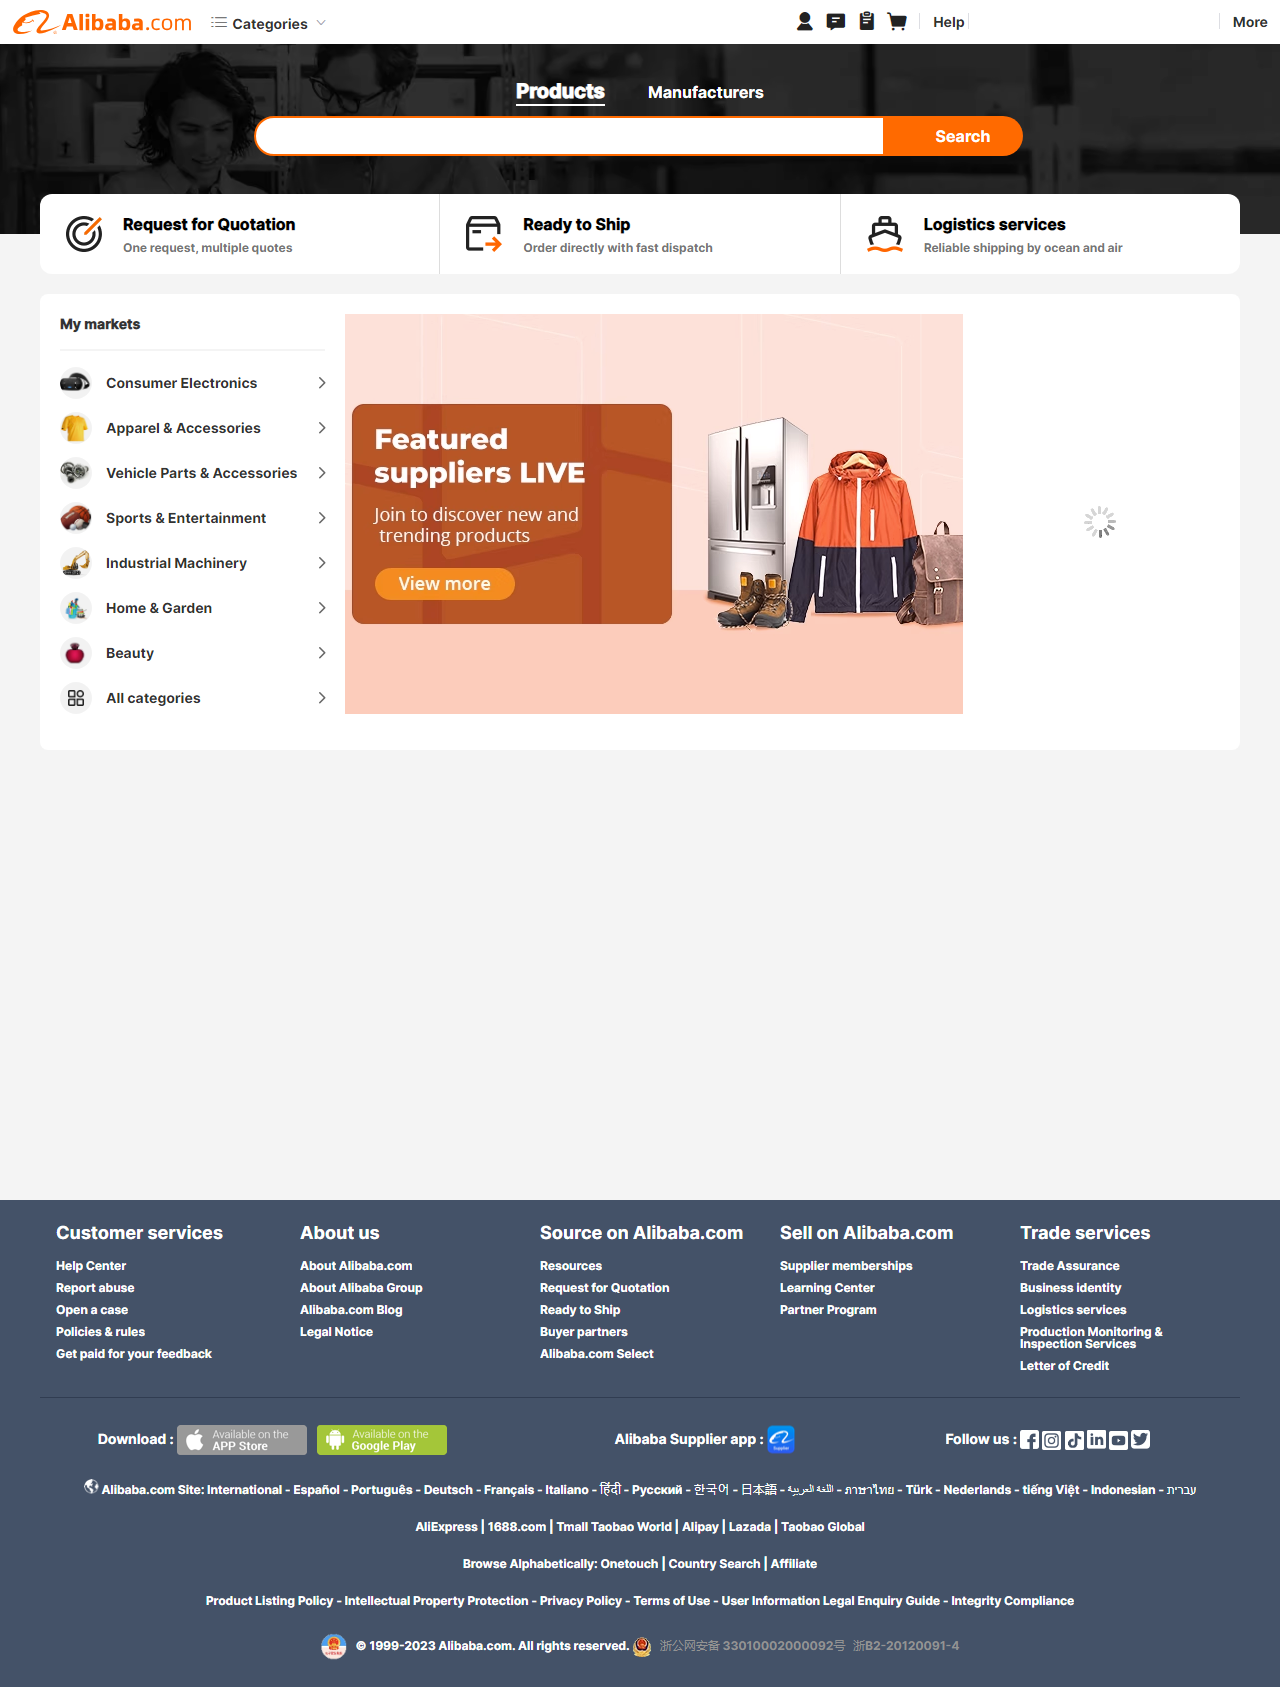 Alibaba.com
Categories
Help
More
Products
Manufacturers
Search
Request for Quotation
One request, multiple quotes
Ready to Ship
Order directly with fast dispatch
Logistics services
Reliable shipping by ocean and air
My markets
Consumer Electronics
Apparel & Accessories
Vehicle Parts & Accessories
Sports & Entertainment
Industrial Machinery
Home & Garden
Beauty
All categories
Featured
suppliers LIVE
Join to discover new and
trending products
View more
Customer services
Help Center
Report abuse
Open a case
Policies & rules
Get paid for your feedback
About us
About Alibaba.com
About Alibaba Group
Alibaba.com Blog
Legal Notice
Source on Alibaba.com
Resources
Request for Quotation
Ready to Ship
Buyer partners
Alibaba.com Select
Sell on Alibaba.com
Supplier memberships
Learning Center
Partner Program
Trade services
Trade Assurance
Business identity
Logistics services
Production Monitoring &
Inspection Services
Letter of Credit
Download :
Available on the
APP Store
Available on the
Google Play
Alibaba Supplier app :
Supplier
Follow us :
Alibaba.com Site: International - Español - Português - Deutsch - Français - Italiano - हिंदी - Русский - 한국어 - 日本語 - اللغة العربية - ภาษาไทย - Türk - Nederlands - tiếng Việt - Indonesian - עברית
AliExpress | 1688.com | Tmall Taobao World | Alipay | Lazada | Taobao Global
Browse Alphabetically: Onetouch | Country Search | Affiliate
Product Listing Policy - Intellectual Property Protection - Privacy Policy - Terms of Use - User Information Legal Enquiry Guide - Integrity Compliance
© 1999-2023 Alibaba.com. All rights reserved. 浙公网安备 33010002000092号 浙B2-20120091-4